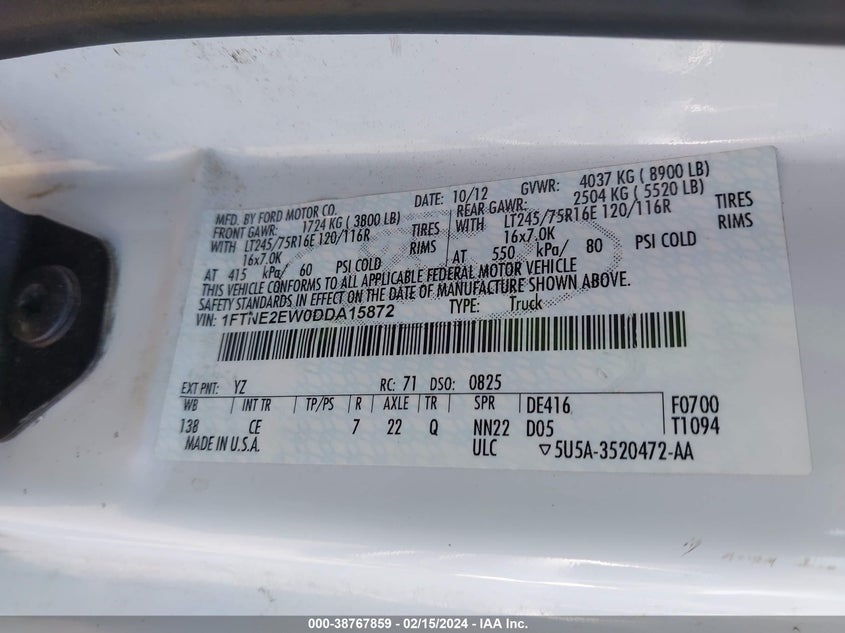 MFD. BY FORD MOTOR CO. DATE: 10/12 GVWR: 4037 KG ( 8900 LB)
FRONT GAWR: 1724 KG ( 3800 LB) REAR GAWR: 2504 KG ( 5520 LB)
WITH LT245/75R16E 120/116R TIRES WITH LT245/75R16E 120/116R TIRES
16x7.0K RIMS 16x7.0K RIMS
AT 415 kPa/ 60 PSI COLD AT 550 kPa/ 80 PSI COLD
THIS VEHICLE CONFORMS TO ALL APPLICABLE FEDERAL MOTOR VEHICLE
SAFETY STANDARDS IN EFFECT ON THE DATE OF MANUFACTURE SHOWN ABOVE.
VIN: 1FTNE2EW0DDA15872 TYPE: Truck
EXT PNT: YZ RC: 71 DSO: 0825
WB INT TR TP/PS R AXLE TR SPR DE416 F0700
138 CE 7 22 Q NN22 D05 T1094
MADE IN U.S.A. ULC ▽5U5A-3520472-AA
000-38767859 - 02/15/2024 - IAA Inc.